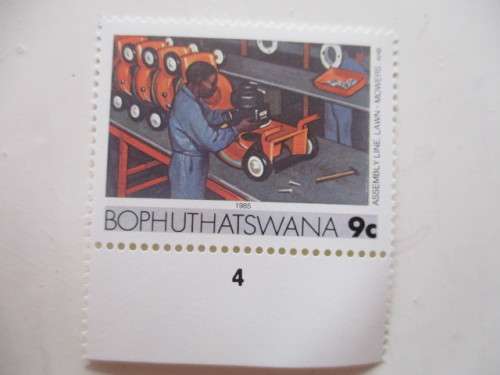 ASSEMBLY LINE, LAWN - MOWERS
1985
BOPHUTHATSWANA 9c
4